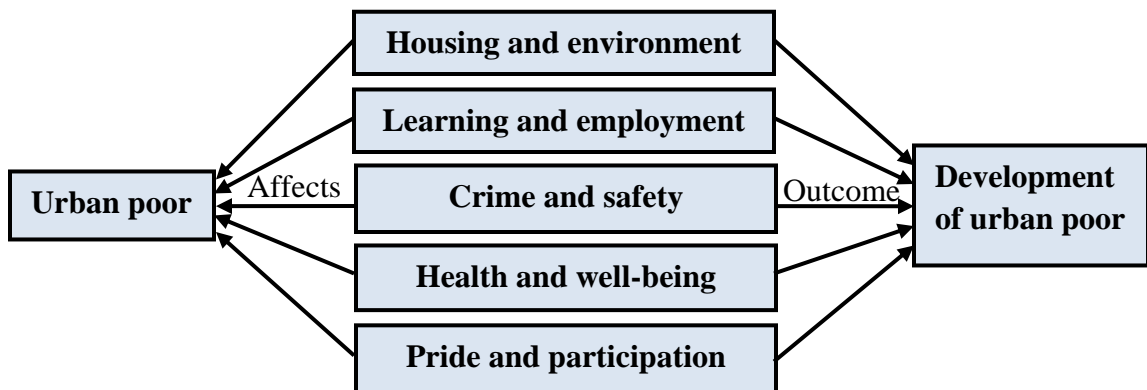 Housing and environment
Learning and employment
Urban poor
Affects
Crime and safety
Outcome
Development
of urban poor
Health and well-being
Pride and participation